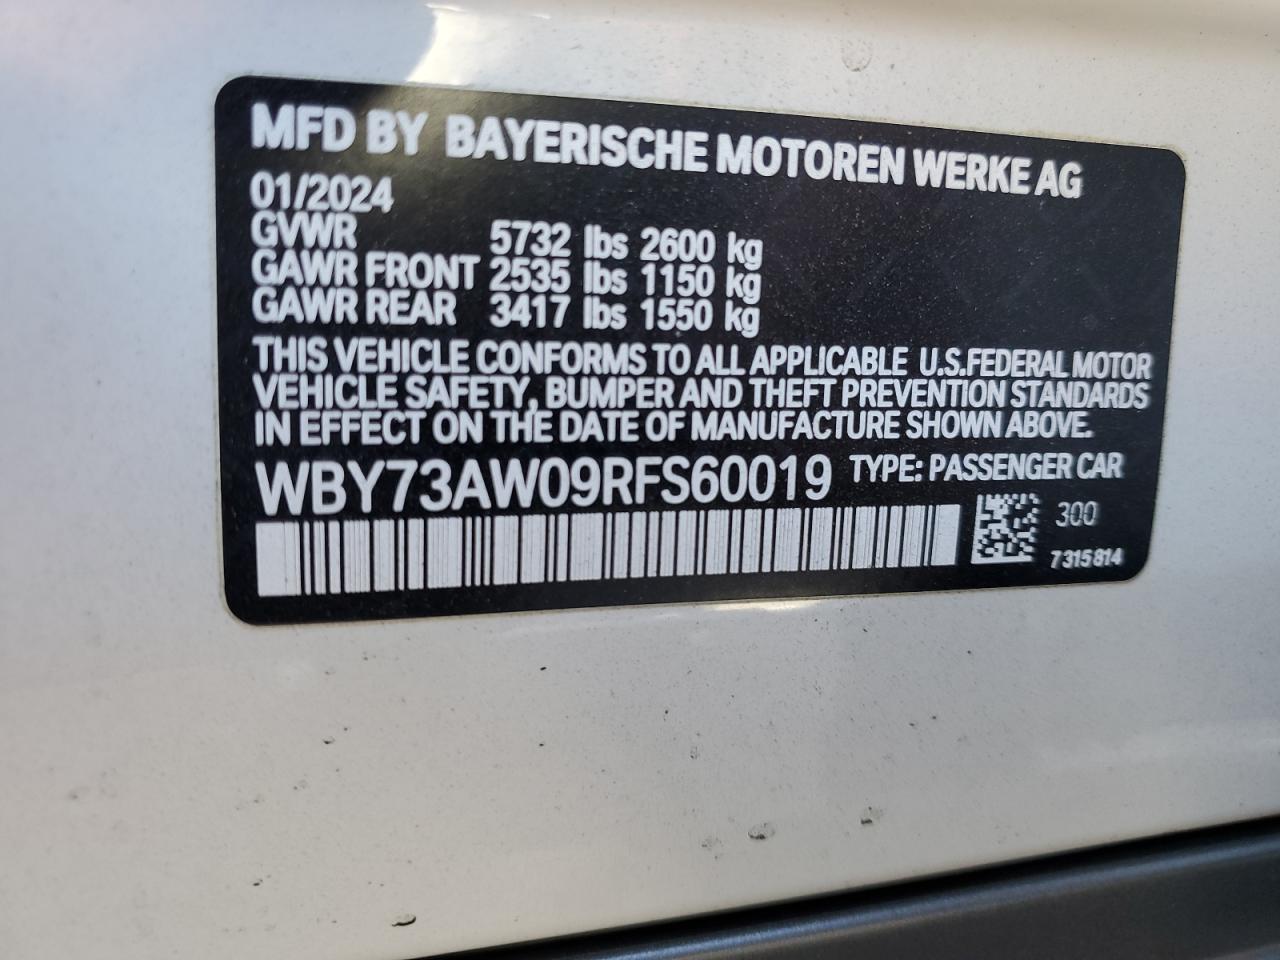 MFD BY BAYERISCHE MOTOREN WERKE AG
01/2024
GVWR 5732 lbs 2600 kg
GAWR FRONT 2535 lbs 1150 kg
GAWR REAR 3417 lbs 1550 kg
THIS VEHICLE CONFORMS TO ALL APPLICABLE U.S.FEDERAL MOTOR
VEHICLE SAFETY, BUMPER AND THEFT PREVENTION STANDARDS
IN EFFECT ON THE DATE OF MANUFACTURE SHOWN ABOVE.
WBY73AW09RFS60019 TYPE: PASSENGER CAR
300
7315814